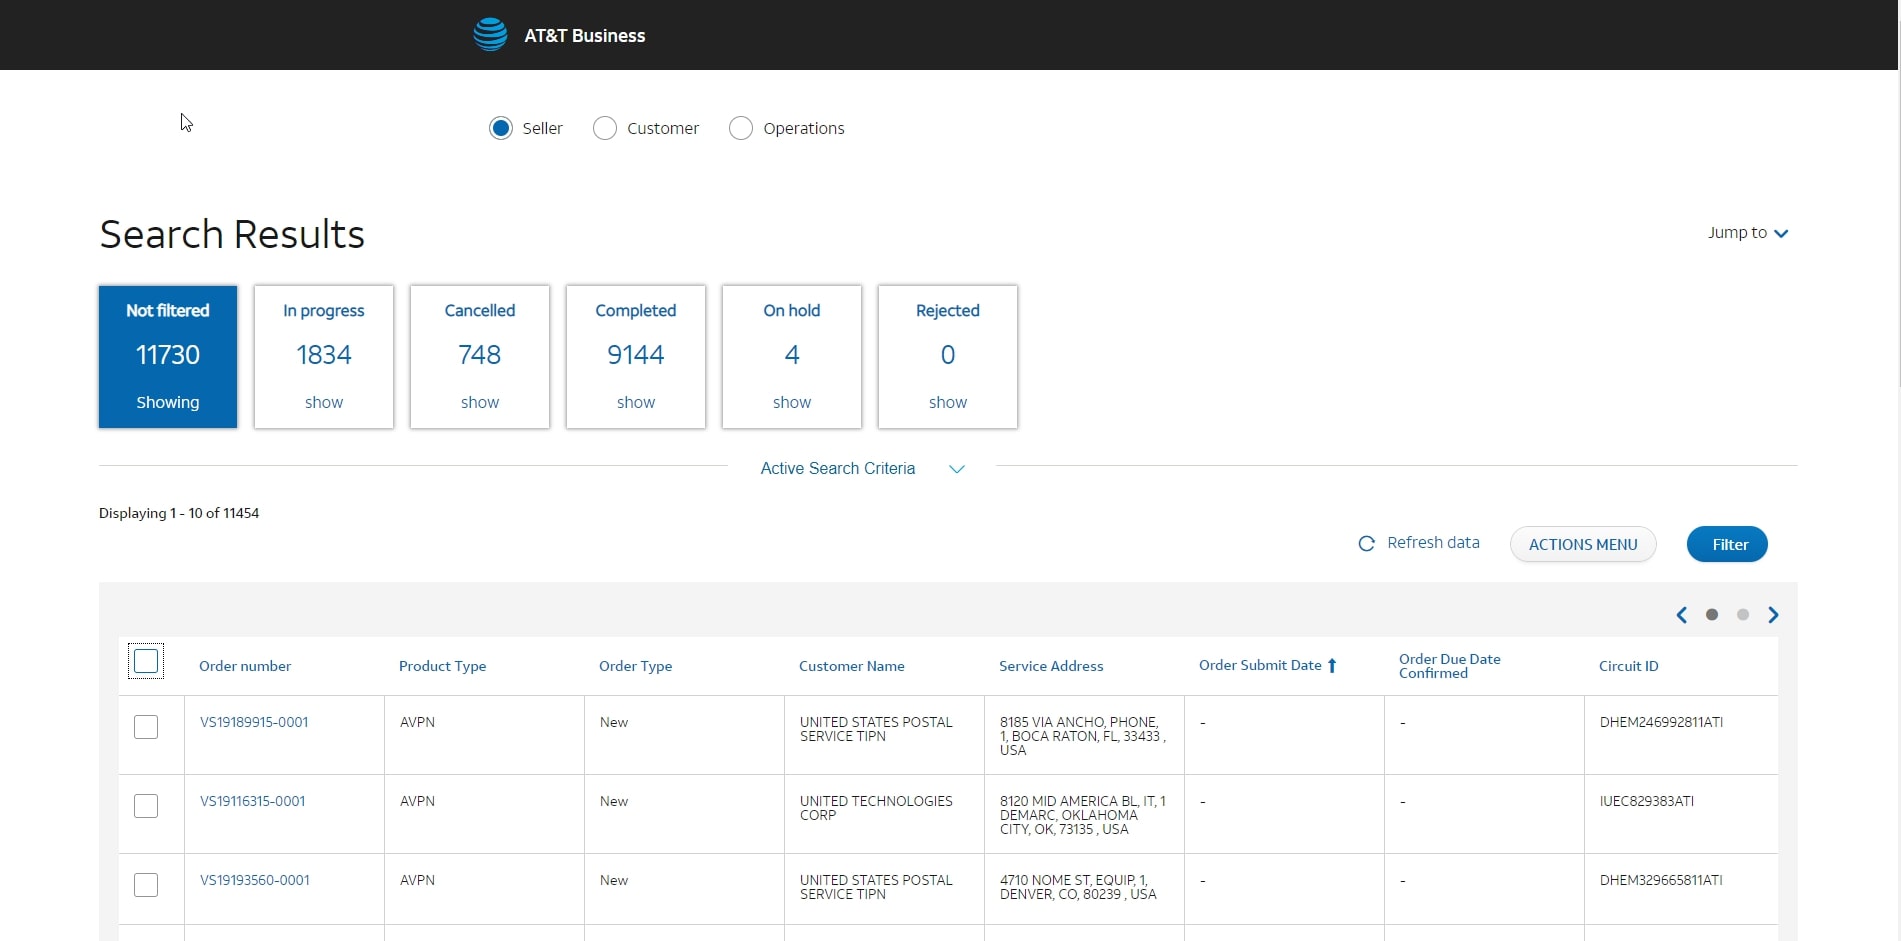 AT&T Business
Seller Customer Operations
Search Results
Jump to
Not filtered
11730
Showing
In progress
1834
show
Cancelled
748
show
Completed
9144
show
On hold
4
show
Rejected
0
show
Active Search Criteria
Displaying 1 - 10 of 11454
Refresh data
ACTIONS MENU
Filter
Order number
Product Type
Order Type
Customer Name
Service Address
Order Submit Date
Order Due Date
Confirmed
Circuit ID
VS19189915-0001
AVPN
New
UNITED STATES POSTAL
SERVICE TIPN
8185 VIA ANCHO, PHONE,
1, BOCA RATON, FL, 33433 ,
USA
-
-
DHEM246992811ATI
VS19116315-0001
AVPN
New
UNITED TECHNOLOGIES
CORP
8120 MID AMERICA BL, IT, 1
DEMARC, OKLAHOMA
CITY, OK, 73135 , USA
-
-
IUEC829383ATI
VS19193560-0001
AVPN
New
UNITED STATES POSTAL
SERVICE TIPN
4710 NOME ST, EQUIP, 1,
DENVER, CO, 80239 , USA
-
-
DHEM329665811ATI